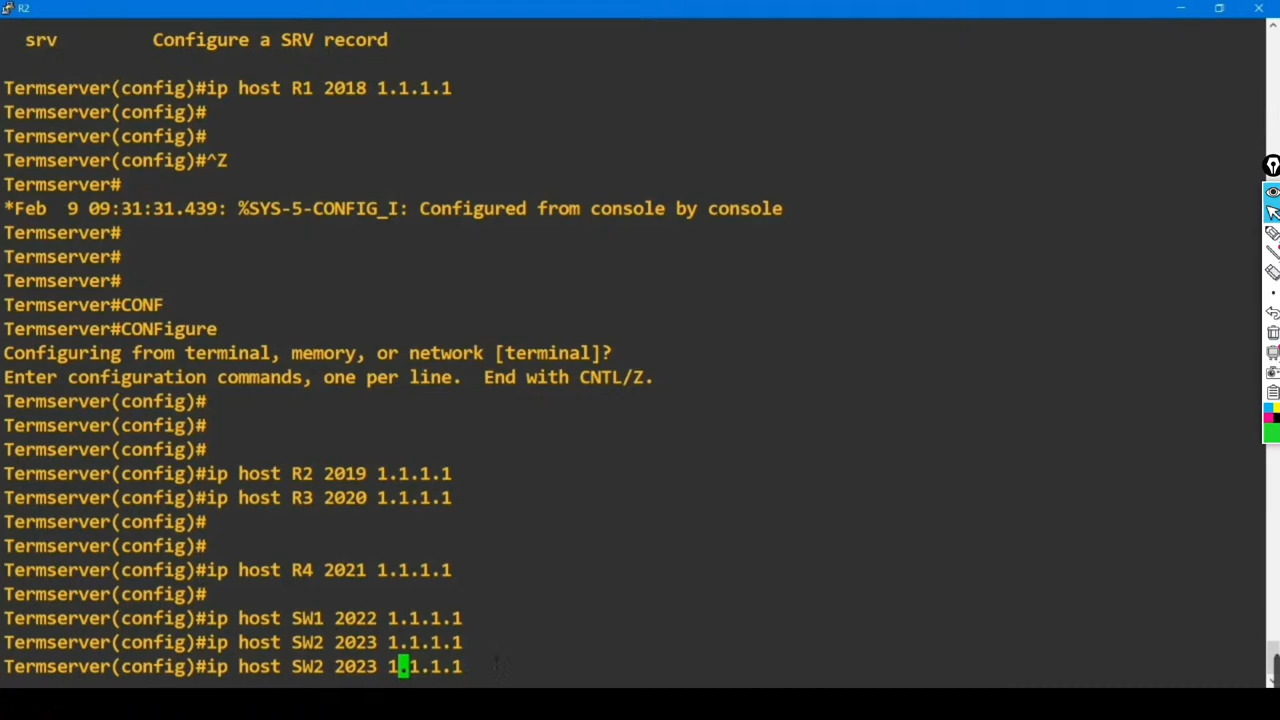 R2
srv Configure a SRV record
Termserver(config)#ip host R1 2018 1.1.1.1
Termserver(config)#
Termserver(config)#
Termserver(config)#^Z
Termserver#
*Feb 9 09:31:31.439: %SYS-5-CONFIG_I: Configured from console by console
Termserver#
Termserver#
Termserver#
Termserver#CONF
Termserver#CONFigure
Configuring from terminal, memory, or network [terminal]?
Enter configuration commands, one per line. End with CNTL/Z.
Termserver(config)#
Termserver(config)#
Termserver(config)#
Termserver(config)#ip host R2 2019 1.1.1.1
Termserver(config)#ip host R3 2020 1.1.1.1
Termserver(config)#
Termserver(config)#
Termserver(config)#ip host R4 2021 1.1.1.1
Termserver(config)#
Termserver(config)#ip host SW1 2022 1.1.1.1
Termserver(config)#ip host SW2 2023 1.1.1.1
Termserver(config)#ip host SW2 2023 1.1.1.1